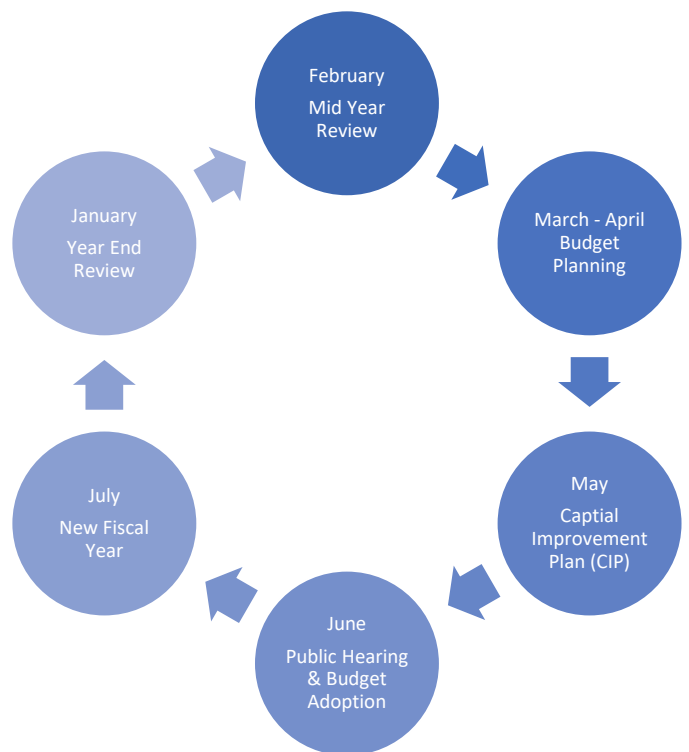 February
Mid Year
Review
March - April
Budget
Planning
May
Captial
Improvement
Plan (CIP)
June
Public Hearing
& Budget
Adoption
July
New Fiscal
Year
January
Year End
Review